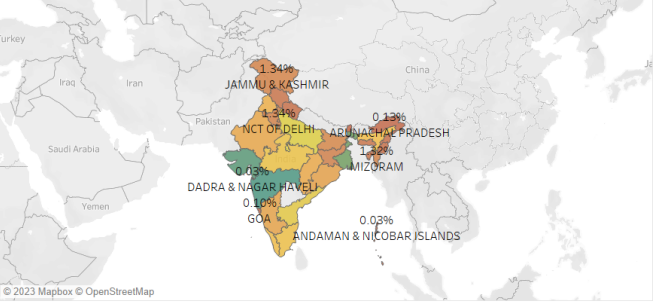 Turkey
China
Iraq
Iran
1.34%
JAMMU & KASHMIR
Pakistan
1.34%
NCT OF DELHI
0.13%
ARUNACHAL PRADESH
Saudi Arabia
1.32%
MIZORAM
0.03%
DADRA & NAGAR HAVELI
Yemen
0.10%
GOA
0.03%
ANDAMAN & NICOBAR ISLANDS
© 2023 Mapbox © OpenStreetMap